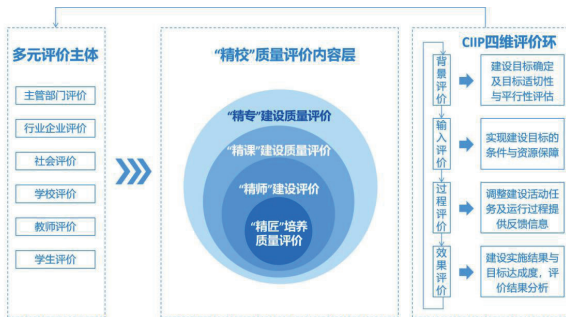 多元评价主体
主管部门评价
行业企业评价
社会评价
学校评价
教师评价
学生评价
“精校”质量评价内容层
“精专”建设质量评价
“精课”建设质量评价
“精师”建设评价
“精匠”培养
质量评价
CIIP四维评价环
背景评价
建设目标确定
及目标适切性
与平行性评估
输入评价
实现建设目标的
条件与资源保障
过程评价
调整建设活动任
务及运行过程提
供反馈信息
效果评价
建设实施结果与
目标达成度，评
价结果分析